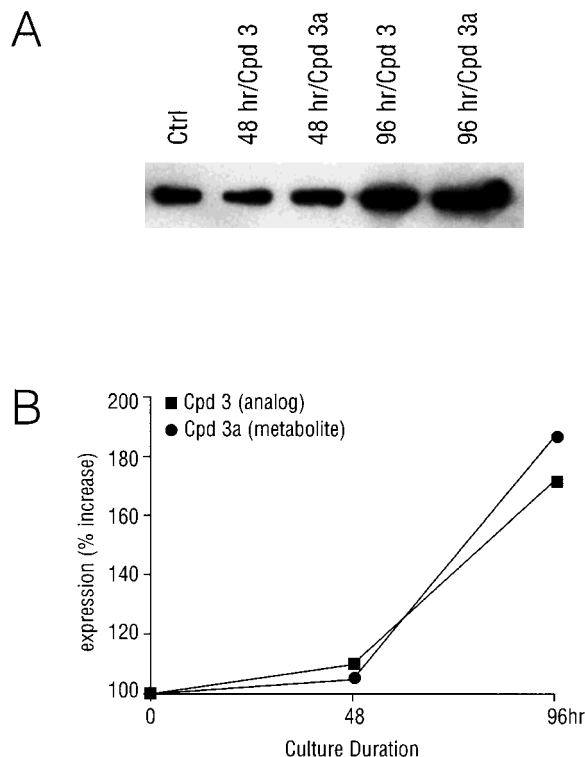 A
Ctrl
48 hr/Cpd 3
48 hr/Cpd 3a
96 hr/Cpd 3
96 hr/Cpd 3a
B
200
180
160
140
120
100
expression (% increase)
Cpd 3 (analog)
Cpd 3a (metabolite)
0
48
96hr
Culture Duration